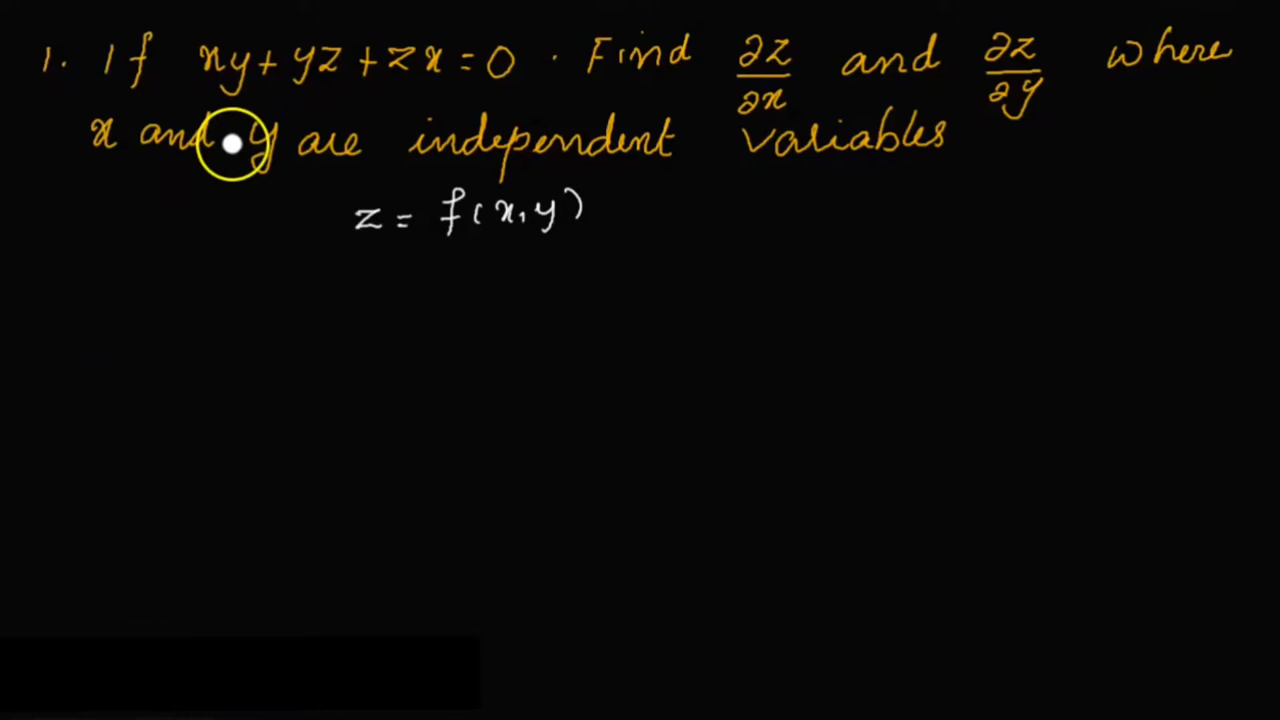 1. If xy + yz + zx = 0 . Find ∂z/∂x and ∂z/∂y where
x and y are independent variables
z = f(x,y)